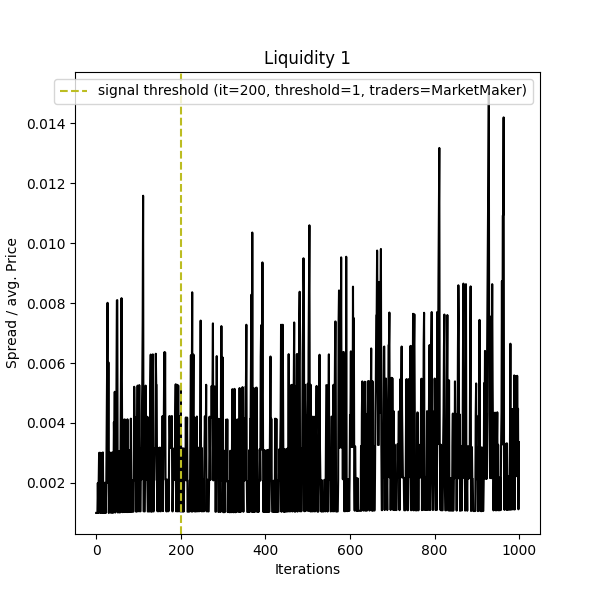 Liquidity 1
signal threshold (it=200, threshold=1, traders=MarketMaker)
0.014
0.012
0.010
0.008
0.006
0.004
0.002
Spread / avg. Price
0 200 400 600 800 1000
Iterations